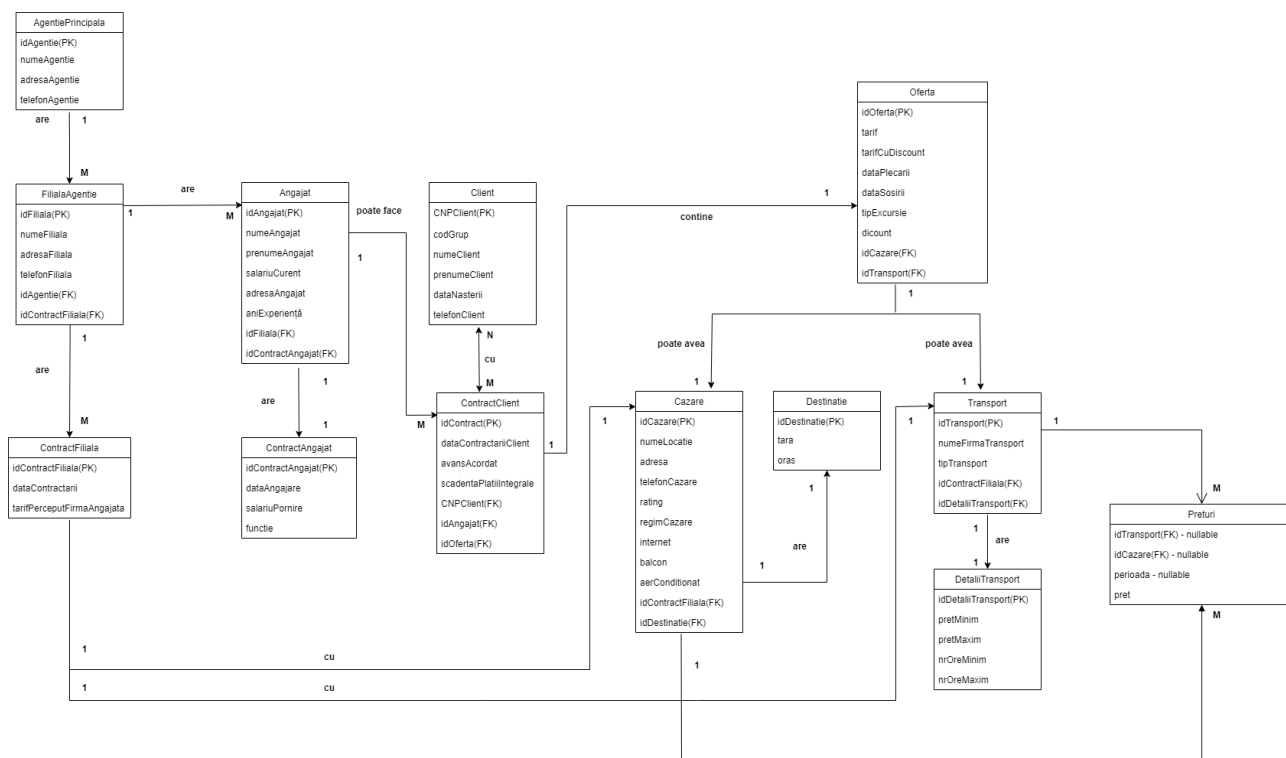 AgentiePrincipala
idAgentie(PK)
numeAgentie
adresaAgentie
telefonAgentie
are
1
M
FilialaAgentie
idFiliala(PK)
numeFiliala
adresaFiliala
telefonFiliala
idAgentie(FK)
idContractFiliala(FK)
are
1
M
Angajat
idAngajat(PK)
numeAngajat
prenumeAngajat
salariuCurent
adresaAngajat
aniExperiență
idFiliala(FK)
idContractAngajat(FK)
poate face
1
M
Client
CNPClient(PK)
codGrup
numeClient
prenumeClient
dataNasterii
telefonClient
N
cu
M
contine
1
1
Oferta
idOferta(PK)
tarif
tarifCuDiscount
dataPlecarii
dataSosirii
tipExcursie
dicount
idCazare(FK)
idTransport(FK)
1
poate avea
poate avea
1
1
1
are
M
ContractFiliala
idContractFiliala(PK)
dataContractarii
tarifPerceputFirmaAngajata
1
are
1
ContractAngajat
idContractAngajat(PK)
dataAngajare
salariuPornire
functie
ContractClient
idContract(PK)
dataContractariiClient
avansAcordat
scadentaPlatiiIntegrale
CNPClient(FK)
idAngajat(FK)
idOferta(FK)
1
Cazare
idCazare(PK)
numeLocatie
adresa
telefonCazare
rating
regimCazare
internet
balcon
aerConditionat
idContractFiliala(FK)
idDestinatie(FK)
Destinatie
idDestinatie(PK)
tara
oras
1
are
1
1
Transport
idTransport(PK)
numeFirmaTransport
tipTransport
idContractFiliala(FK)
idDetaliiTransport(FK)
1
M
1
are
1
DetaliiTransport
idDetaliiTransport(PK)
pretMinim
pretMaxim
nrOreMinim
nrOreMaxim
Preturi
idTransport(FK) - nullable
idCazare(FK) - nullable
perioada - nullable
pret
M
1
cu
1
1
cu